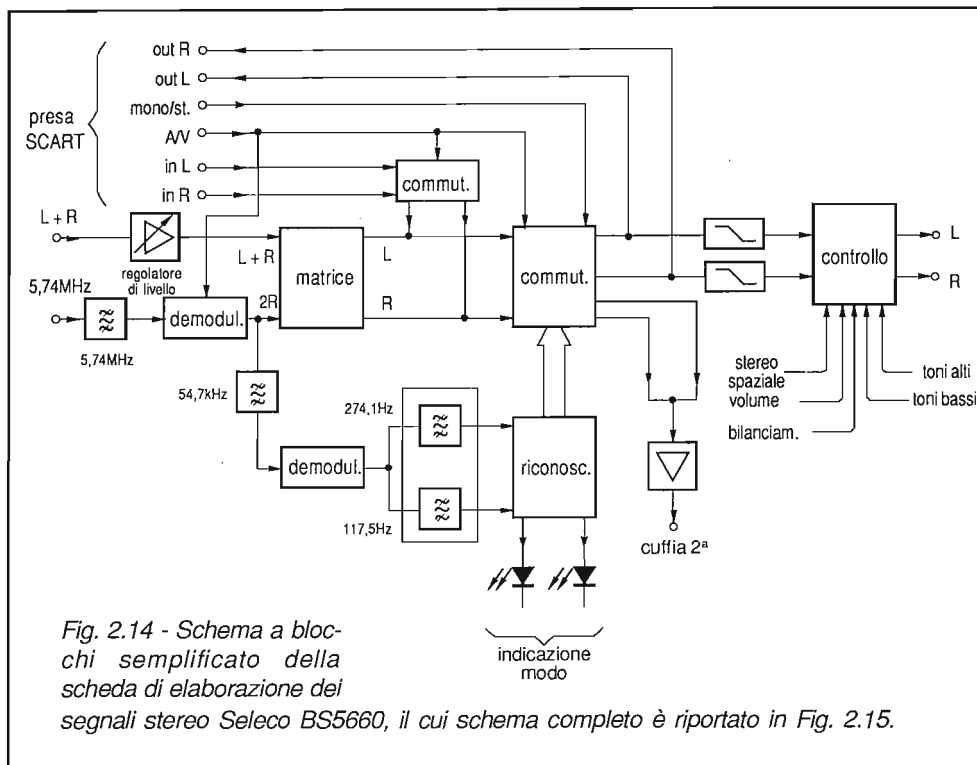 out R
out L
mono/st.
presa
SCART
A/V
in L
in R
commut.
L + R
regolatore
di livello
L + R
matrice
L
R
commut.
controllo
L
R
5,74MHz
2R
demodul.
5,74MHz
54,7kHz
274,1Hz
demodul.
117,5Hz
riconosc.
stereo
spaziale
volume
bilanciam.
toni alti
toni bassi
cuffia 2ª
indicazione
modo
Fig. 2.14 - Schema a bloc-
chi semplificato della
scheda di elaborazione dei
segnali stereo Seleco BS5660, il cui schema completo è riportato in Fig. 2.15.